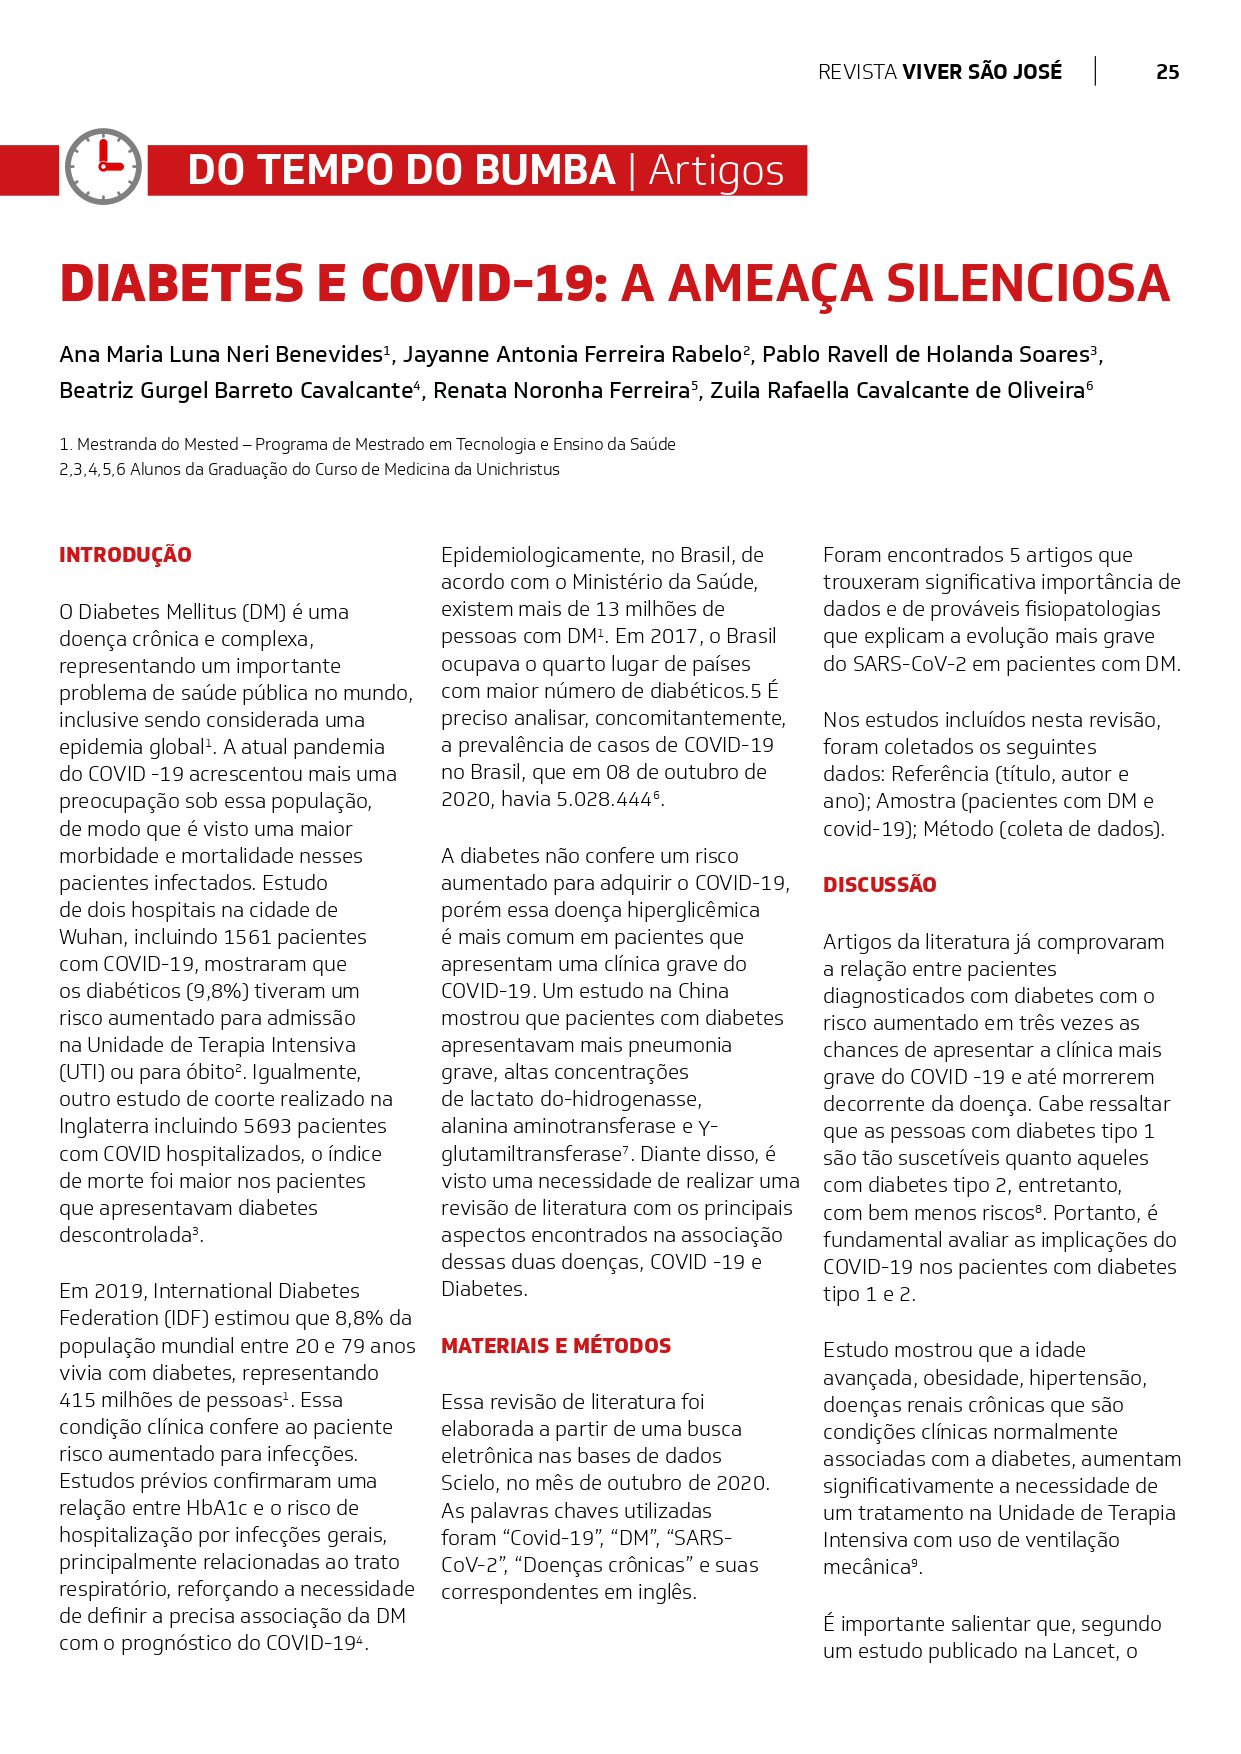 REVISTA VIVER SÃO JOSÉ | 25
DO TEMPO DO BUMBA | Artigos
DIABETES E COVID-19: A AMEAÇA SILENCIOSA
Ana Maria Luna Neri Benevides¹, Jayanne Antonia Ferreira Rabelo², Pablo Ravell de Holanda Soares³,
Beatriz Gurgel Barreto Cavalcante⁴, Renata Noronha Ferreira⁵, Zuila Rafaella Cavalcante de Oliveira⁶
1. Mestranda do Mested – Programa de Mestrado em Tecnologia e Ensino da Saúde
2,3,4,5,6 Alunos da Graduação do Curso de Medicina da Unichristus
INTRODUÇÃO
O Diabetes Mellitus (DM) é uma
doença crônica e complexa,
representando um importante
problema de saúde pública no mundo,
inclusive sendo considerada uma
epidemia global¹. A atual pandemia
do COVID -19 acrescentou mais uma
preocupação sob essa população,
de modo que é visto uma maior
morbidade e mortalidade nesses
pacientes infectados. Estudo
de dois hospitais na cidade de
Wuhan, incluindo 1561 pacientes
com COVID-19, mostraram que
os diabéticos (9,8%) tiveram um
risco aumentado para admissão
na Unidade de Terapia Intensiva
(UTI) ou para óbito². Igualmente,
outro estudo de coorte realizado na
Inglaterra incluindo 5693 pacientes
com COVID hospitalizados, o índice
de morte foi maior nos pacientes
que apresentavam diabetes
descontrolada³.
Em 2019, International Diabetes
Federation (IDF) estimou que 8,8% da
população mundial entre 20 e 79 anos
vivia com diabetes, representando
415 milhões de pessoas¹. Essa
condição clínica confere ao paciente
risco aumentado para infecções.
Estudos prévios confirmaram uma
relação entre HbA1c e o risco de
hospitalização por infecções gerais,
principalmente relacionadas ao trato
respiratório, reforçando a necessidade
de definir a precisa associação da DM
com o prognóstico do COVID-19⁴.
Epidemiologicamente, no Brasil, de
acordo com o Ministério da Saúde,
existem mais de 13 milhões de
pessoas com DM¹. Em 2017, o Brasil
ocupava o quarto lugar de países
com maior número de diabéticos.5 É
preciso analisar, concomitantemente,
a prevalência de casos de COVID-19
no Brasil, que em 08 de outubro de
2020, havia 5.028.444⁶.
A diabetes não confere um risco
aumentado para adquirir o COVID-19,
porém essa doença hiperglicêmica
é mais comum em pacientes que
apresentam uma clínica grave do
COVID-19. Um estudo na China
mostrou que pacientes com diabetes
apresentavam mais pneumonia
grave, altas concentrações
de lactato do-hidrogenasse,
alanina aminotransferase e Y-
glutamiltransferase⁷. Diante disso, é
visto uma necessidade de realizar uma
revisão de literatura com os principais
aspectos encontrados na associação
dessas duas doenças, COVID -19 e
Diabetes.
MATERIAIS E MÉTODOS
Essa revisão de literatura foi
elaborada a partir de uma busca
eletrônica nas bases de dados
Scielo, no mês de outubro de 2020.
As palavras chaves utilizadas
foram “Covid-19”, “DM”, “SARS-
CoV-2”, “Doenças crônicas” e suas
correspondentes em inglês.
Foram encontrados 5 artigos que
trouxeram significativa importância de
dados e de prováveis fisiopatologias
que explicam a evolução mais grave
do SARS-CoV-2 em pacientes com DM.
Nos estudos incluídos nesta revisão,
foram coletados os seguintes
dados: Referência (título, autor e
ano); Amostra (pacientes com DM e
covid-19); Método (coleta de dados).
DISCUSSÃO
Artigos da literatura já comprovaram
a relação entre pacientes
diagnosticados com diabetes com o
risco aumentado em três vezes as
chances de apresentar a clínica mais
grave do COVID -19 e até morrerem
decorrente da doença. Cabe ressaltar
que as pessoas com diabetes tipo 1
são tão suscetíveis quanto aqueles
com diabetes tipo 2, entretanto,
com bem menos riscos⁸. Portanto, é
fundamental avaliar as implicações do
COVID-19 nos pacientes com diabetes
tipo 1 e 2.
Estudo mostrou que a idade
avançada, obesidade, hipertensão,
doenças renais crônicas que são
condições clínicas normalmente
associadas com a diabetes, aumentam
significativamente a necessidade de
um tratamento na Unidade de Terapia
Intensiva com uso de ventilação
mecânica⁹.
É importante salientar que, segundo
um estudo publicado na Lancet, o